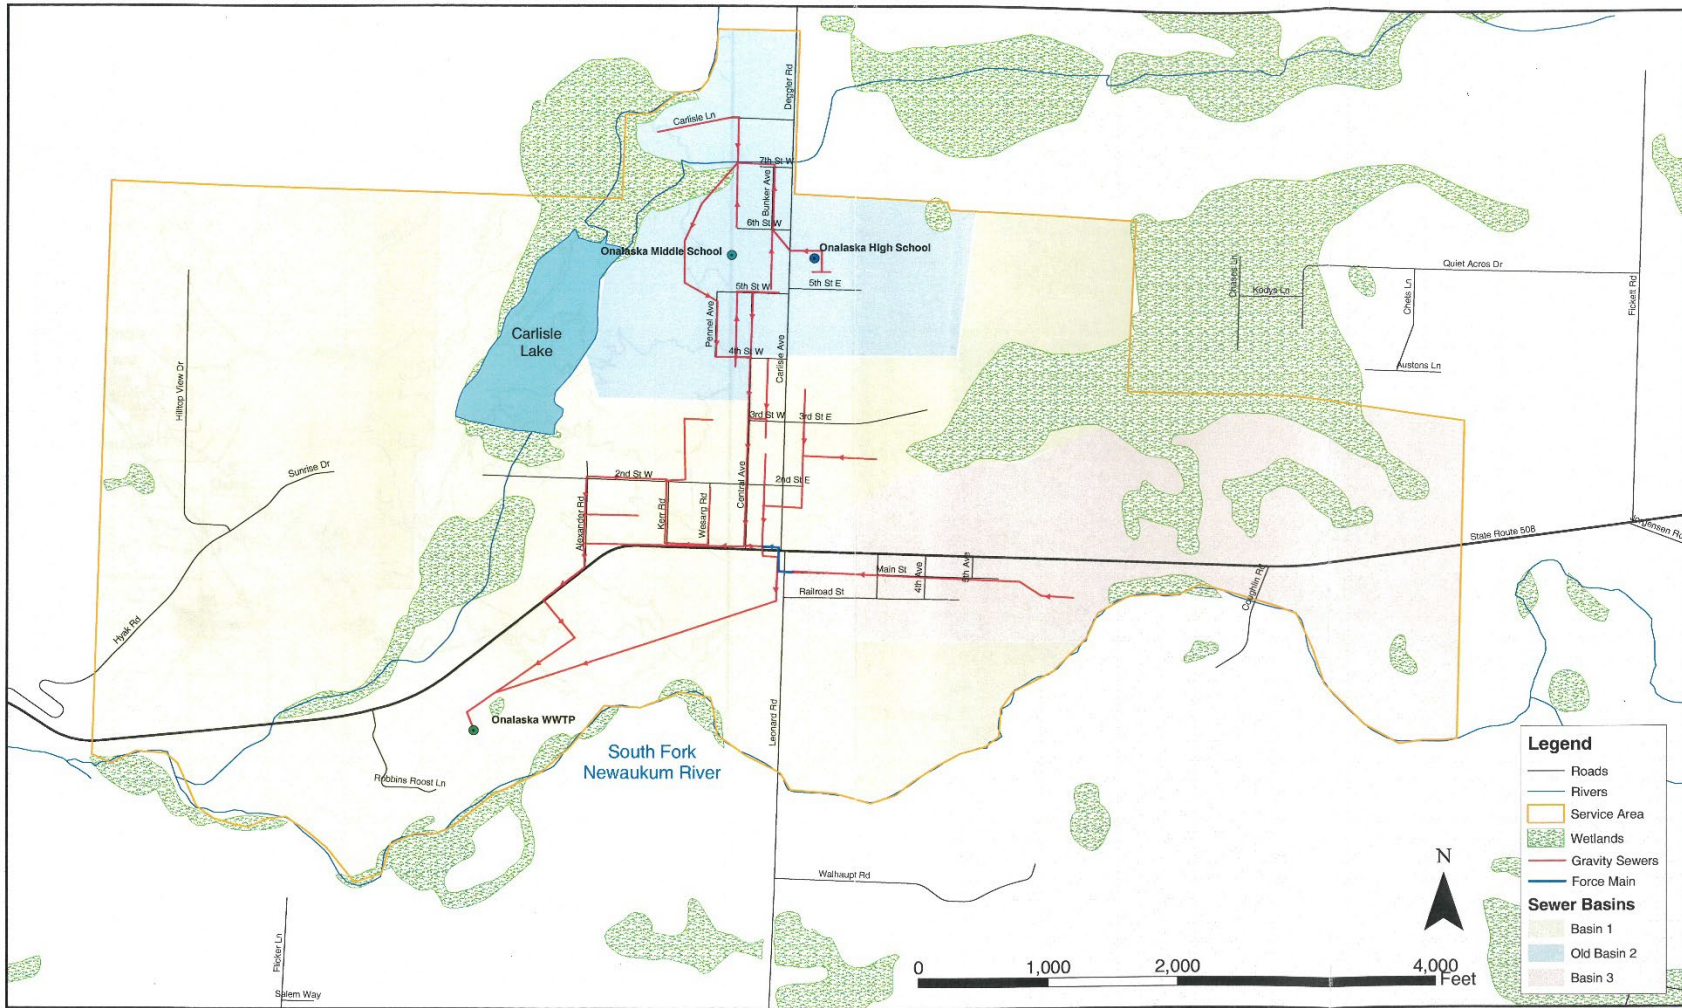 Deggler Rd
Carlisle Ln
7th St W
Bunker Ave
6th St W
Onalaska Middle School
Onalaska High School
Quiet Acros Dr
Chases Ln
Kodys Ln
Chels Ln
Fickett Rd
5th St W
5th St E
Pennel Ave
Carlisle
Lake
4th St W
Carlisle Ave
Austons Ln
Hilltop View Dr
3rd St W
3rd St E
Sunrise Dr
2nd St W
2nd St E
Central Ave
Alexander Rd
Kerr Rd
Wesarg Rd
State Route 508
Jorgensen Rd
Main St
4th Ave
6th Ave
Railroad St
Coughlin Rd
Hyak Rd
Onalaska WWTP
Leonard Rd
South Fork
Newaukum River
Robbins Roost Ln
Walhaupt Rd
Flicker Ln
Salem Way
N
0 1,000 2,000 4,000
Feet
Legend
Roads
Rivers
Service Area
Wetlands
Gravity Sewers
Force Main
Sewer Basins
Basin 1
Old Basin 2
Basin 3